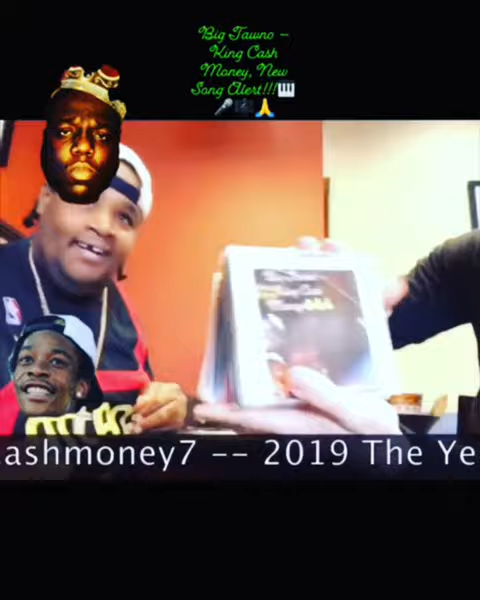 Big Tawno –
King Cash
Money, New
Song Alert!!!🎹
🎤🎼🙏
ashmoney7 -- 2019 The Ye